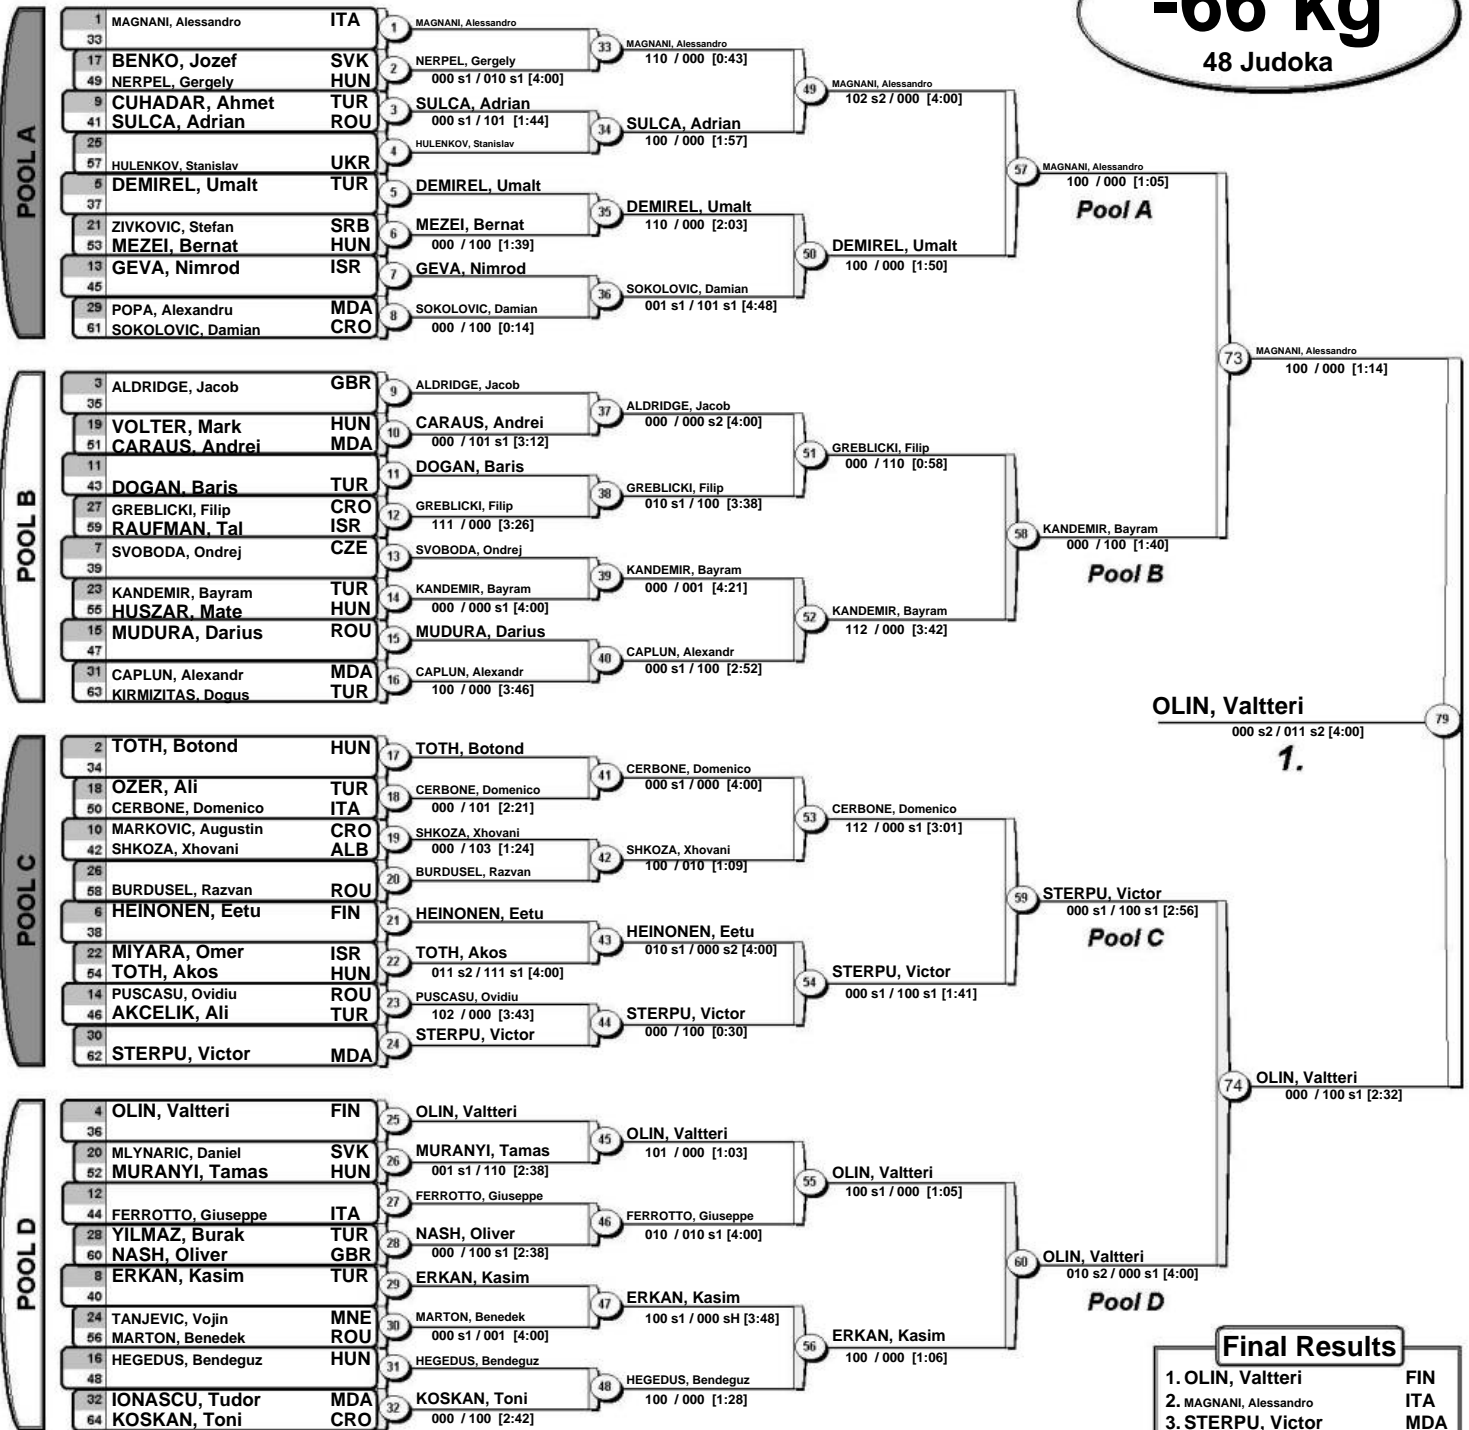 -66 kg
48 Judoka
POOL A
1 MAGNANI, Alessandro ITA
33
17 BENKO, Jozef SVK
49 NERPEL, Gergely HUN
9 CUHADAR, Ahmet TUR
41 SULCA, Adrian ROU
25
57 HULENKOV, Stanislav UKR
5 DEMIREL, Umalt TUR
37
21 ZIVKOVIC, Stefan SRB
53 MEZEI, Bernat HUN
13 GEVA, Nimrod ISR
45
29 POPA, Alexandru MDA
61 SOKOLOVIC, Damian CRO
1 MAGNANI, Alessandro
2 NERPEL, Gergely
000 s1 / 010 s1 [4:00]
3 SULCA, Adrian
000 s1 / 101 [1:44]
4 HULENKOV, Stanislav
5 DEMIREL, Umalt
6 MEZEI, Bernat
000 / 100 [1:39]
7 GEVA, Nimrod
8 SOKOLOVIC, Damian
000 / 100 [0:14]
33 MAGNANI, Alessandro
110 / 000 [0:43]
34 SULCA, Adrian
100 / 000 [1:57]
35 DEMIREL, Umalt
110 / 000 [2:03]
36 SOKOLOVIC, Damian
001 s1 / 101 s1 [4:48]
49 MAGNANI, Alessandro
102 s2 / 000 [4:00]
50 DEMIREL, Umalt
100 / 000 [1:50]
57 MAGNANI, Alessandro
100 / 000 [1:05]
Pool A
POOL B
3 ALDRIDGE, Jacob GBR
35
19 VOLTER, Mark HUN
51 CARAUS, Andrei MDA
11
43 DOGAN, Baris TUR
27 GREBLICKI, Filip CRO
59 RAUFMAN, Tal ISR
7 SVOBODA, Ondrej CZE
39
23 KANDEMIR, Bayram TUR
55 HUSZAR, Mate HUN
15 MUDURA, Darius ROU
47
31 CAPLUN, Alexandr MDA
63 KIRMIZITAS, Dogus TUR
9 ALDRIDGE, Jacob
10 CARAUS, Andrei
000 / 101 s1 [3:12]
11 DOGAN, Baris
12 GREBLICKI, Filip
111 / 000 [3:26]
13 SVOBODA, Ondrej
14 KANDEMIR, Bayram
000 / 000 s1 [4:00]
15 MUDURA, Darius
16 CAPLUN, Alexandr
100 / 000 [3:46]
37 ALDRIDGE, Jacob
000 / 000 s2 [4:00]
38 GREBLICKI, Filip
010 s1 / 100 [3:38]
39 KANDEMIR, Bayram
000 / 001 [4:21]
40 CAPLUN, Alexandr
000 s1 / 100 [2:52]
51 GREBLICKI, Filip
000 / 110 [0:58]
52 KANDEMIR, Bayram
112 / 000 [3:42]
58 KANDEMIR, Bayram
000 / 100 [1:40]
Pool B
73 MAGNANI, Alessandro
100 / 000 [1:14]
POOL C
2 TOTH, Botond HUN
34
18 OZER, Ali TUR
50 CERBONE, Domenico ITA
10 MARKOVIC, Augustin CRO
42 SHKOZA, Xhovani ALB
26
58 BURDUSEL, Razvan ROU
6 HEINONEN, Eetu FIN
38
22 MIYARA, Omer ISR
54 TOTH, Akos HUN
14 PUSCASU, Ovidiu ROU
46 AKCELIK, Ali TUR
30
62 STERPU, Victor MDA
17 TOTH, Botond
18 CERBONE, Domenico
000 / 101 [2:21]
19 SHKOZA, Xhovani
000 / 103 [1:24]
20 BURDUSEL, Razvan
21 HEINONEN, Eetu
22 TOTH, Akos
011 s2 / 111 s1 [4:00]
23 PUSCASU, Ovidiu
102 / 000 [3:43]
24 STERPU, Victor
41 CERBONE, Domenico
000 s1 / 000 [4:00]
42 SHKOZA, Xhovani
100 / 010 [1:09]
43 HEINONEN, Eetu
010 s1 / 000 s2 [4:00]
44 STERPU, Victor
000 / 100 [0:30]
53 CERBONE, Domenico
112 / 000 s1 [3:01]
54 STERPU, Victor
000 s1 / 100 s1 [1:41]
59 STERPU, Victor
000 s1 / 100 s1 [2:56]
Pool C
POOL D
4 OLIN, Valtteri FIN
36
20 MLYNARIC, Daniel SVK
52 MURANYI, Tamas HUN
12
44 FERROTTO, Giuseppe ITA
28 YILMAZ, Burak TUR
60 NASH, Oliver GBR
8 ERKAN, Kasim TUR
40
24 TANJEVIC, Vojin MNE
56 MARTON, Benedek ROU
16 HEGEDUS, Bendeguz HUN
48
32 IONASCU, Tudor MDA
64 KOSKAN, Toni CRO
25 OLIN, Valtteri
26 MURANYI, Tamas
001 s1 / 110 [2:38]
27 FERROTTO, Giuseppe
28 NASH, Oliver
000 / 100 s1 [2:38]
29 ERKAN, Kasim
30 MARTON, Benedek
000 s1 / 001 [4:00]
31 HEGEDUS, Bendeguz
32 KOSKAN, Toni
000 / 100 [2:42]
45 OLIN, Valtteri
101 / 000 [1:03]
46 FERROTTO, Giuseppe
010 / 010 s1 [4:00]
47 ERKAN, Kasim
100 s1 / 000 sH [3:48]
48 HEGEDUS, Bendeguz
100 / 000 [1:28]
55 OLIN, Valtteri
100 s1 / 000 [1:05]
56 ERKAN, Kasim
100 / 000 [1:06]
60 OLIN, Valtteri
010 s2 / 000 s1 [4:00]
Pool D
74 OLIN, Valtteri
000 / 100 s1 [2:32]
OLIN, Valtteri
79
000 s2 / 011 s2 [4:00]
1.
Final Results
1. OLIN, Valtteri FIN
2. MAGNANI, Alessandro ITA
3. STERPU, Victor MDA